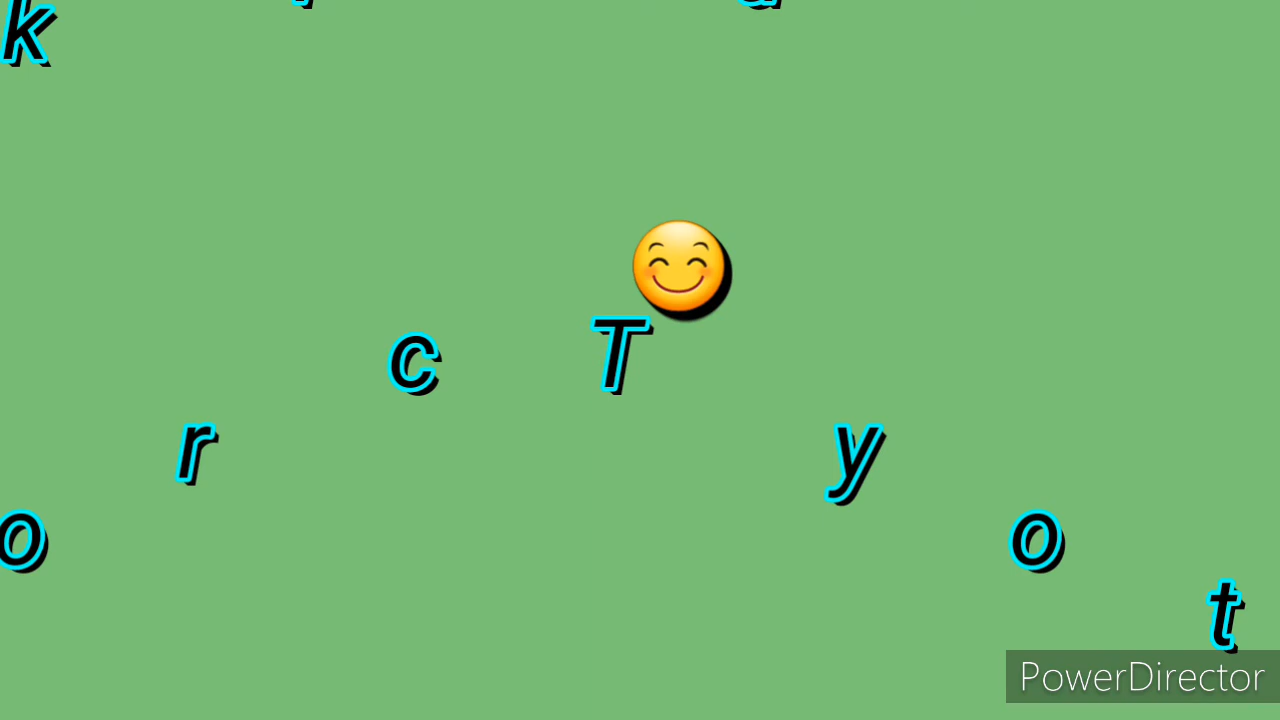 k
c T 😊
r y
o o
t
PowerDirector